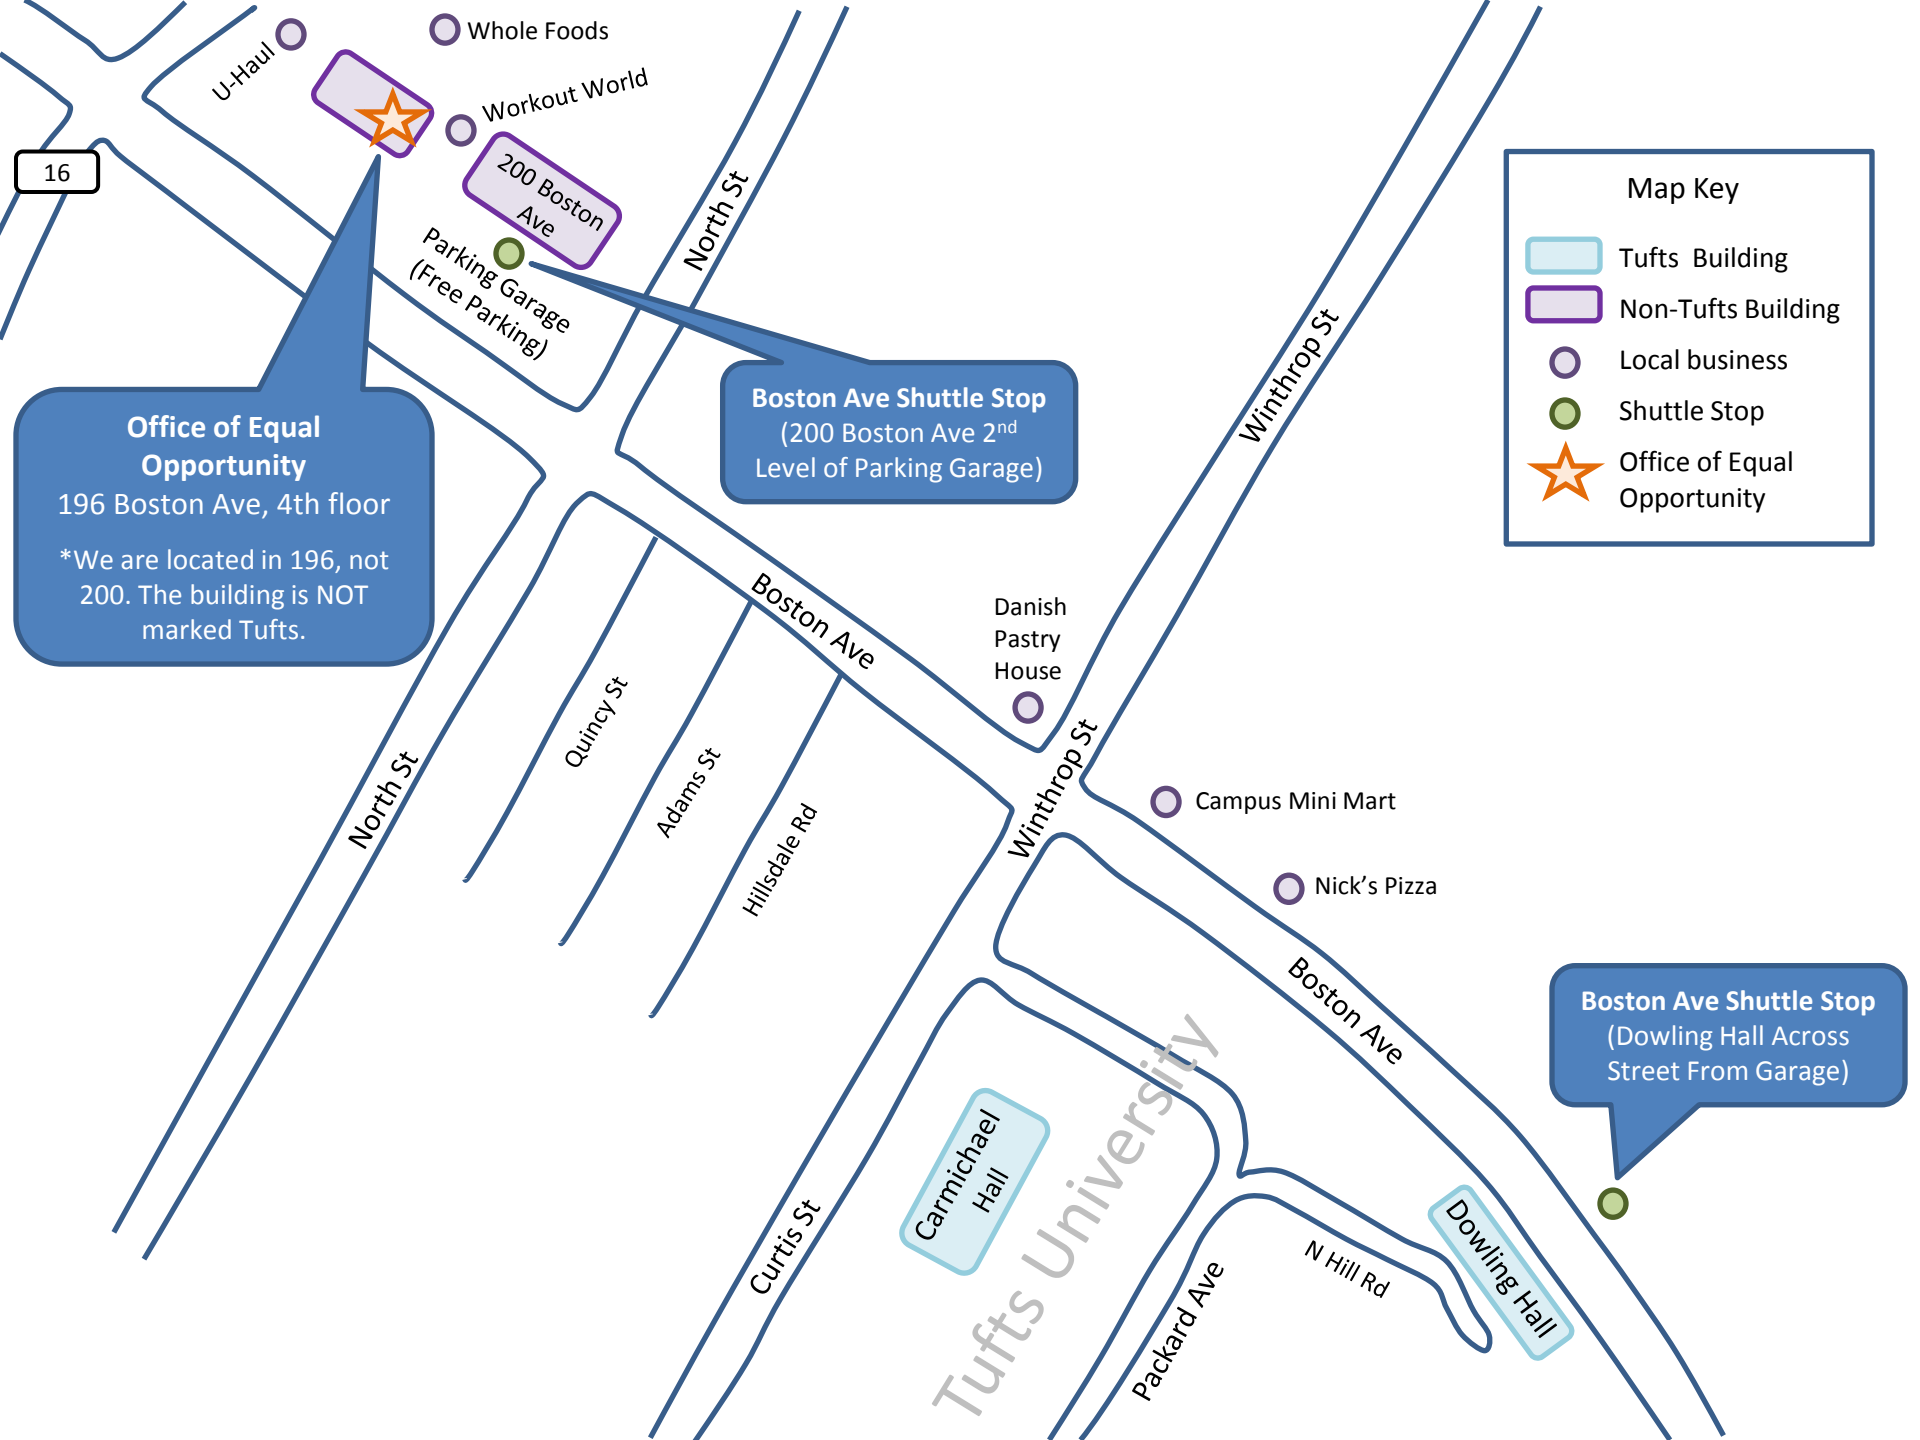 U-Haul
Whole Foods
Workout World
16
200 Boston
Ave
Parking Garage
(Free Parking)
North St
Map Key
Tufts Building
Non-Tufts Building
Local business
Shuttle Stop
Office of Equal
Opportunity
Winthrop St
Boston Ave Shuttle Stop
(200 Boston Ave 2nd
Level of Parking Garage)
Office of Equal
Opportunity
196 Boston Ave, 4th floor
*We are located in 196, not
200. The building is NOT
marked Tufts.
Boston Ave
Danish
Pastry
House
Quincy St
Adams St
Hillsdale Rd
North St
Winthrop St
Campus Mini Mart
Nick’s Pizza
Boston Ave
Boston Ave Shuttle Stop
(Dowling Hall Across
Street From Garage)
Carmichael
Hall
Tufts University
Curtis St
Packard Ave
N Hill Rd
Dowling Hall